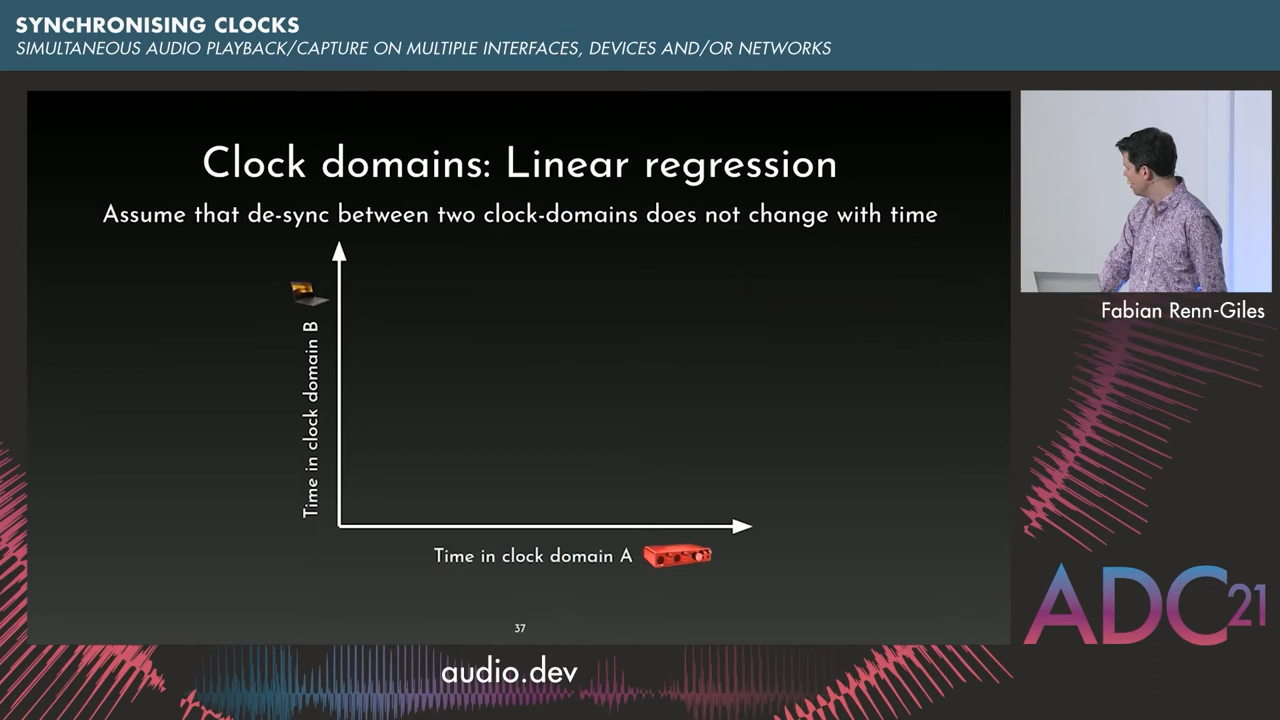 SYNCHRONISING CLOCKS
SIMULTANEOUS AUDIO PLAYBACK/CAPTURE ON MULTIPLE INTERFACES, DEVICES AND/OR NETWORKS
Clock domains: Linear regression
Assume that de-sync between two clock-domains does not change with time
Time in clock domain B
Time in clock domain A
37
Fabian Renn-Giles
ADC21
audio.dev